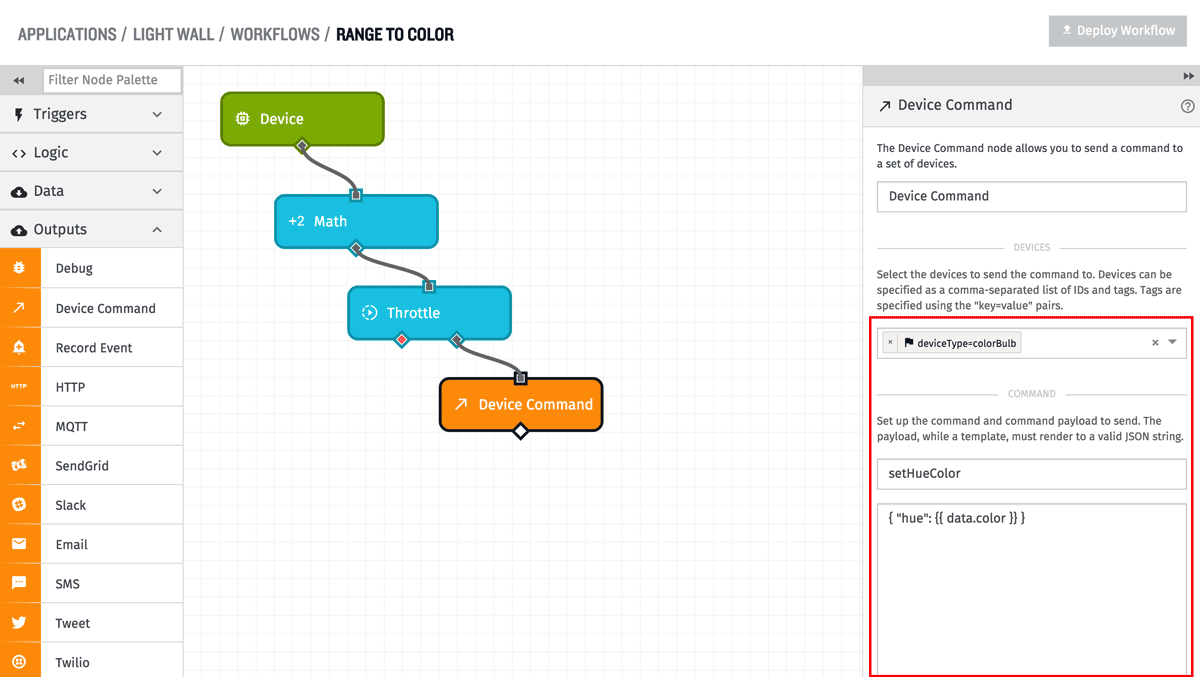 APPLICATIONS / LIGHT WALL / WORKFLOWS / RANGE TO COLOR
Deploy Workflow
Filter Node Palette
Triggers
Logic
Data
Outputs
Debug
Device Command
Record Event
HTTP
HTTP
MQTT
SendGrid
Slack
Email
SMS
Tweet
Twilio
Device
+2 Math
Throttle
Device Command
Device Command
The Device Command node allows you to send a command to
a set of devices.
Device Command
DEVICES
Select the devices to send the command to. Devices can be
specified as a comma-separated list of IDs and tags. Tags are
specified using the "key=value" pairs.
× deviceType=colorBulb ×
COMMAND
Set up the command and command payload to send. The
payload, while a template, must render to a valid JSON string.
setHueColor
{ "hue": {{ data.color }} }